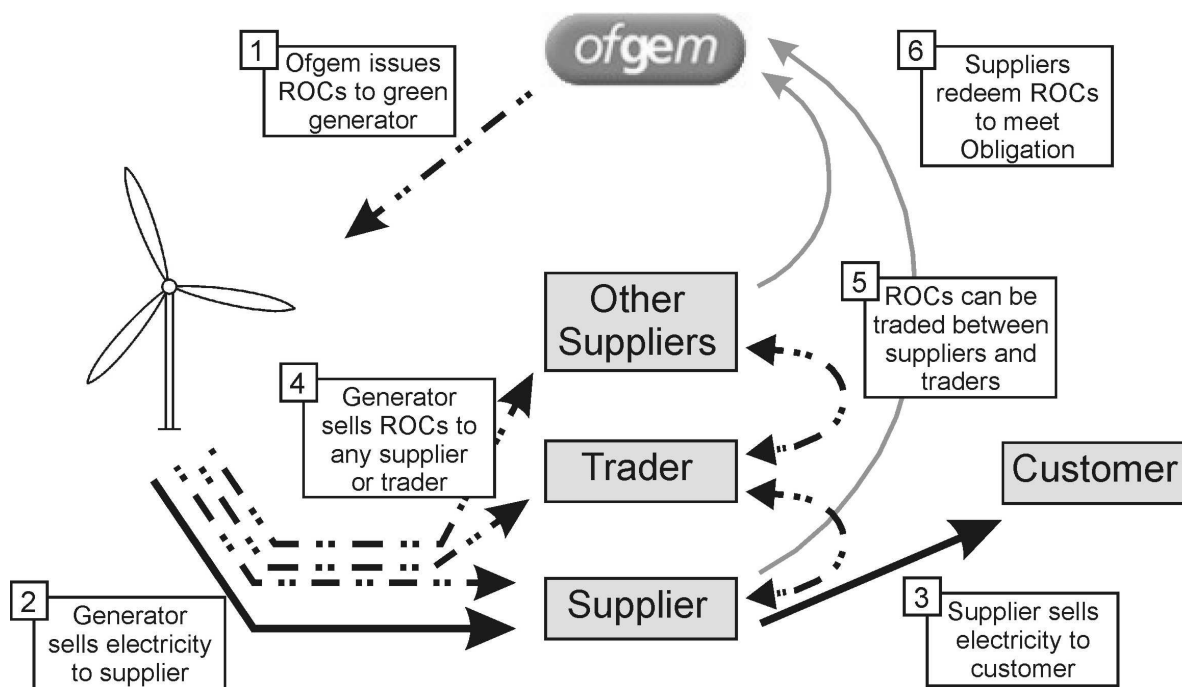 1
Ofgem issues
ROCs to green
generator
ofgem
6
Suppliers
redeem ROCs
to meet
Obligation
Other
Suppliers
5
ROCs can be
traded between
suppliers and
traders
4
Generator
sells ROCs to
any supplier
or trader
Trader
Customer
2
Generator
sells electricity
to supplier
Supplier
3
Supplier sells
electricity to
customer